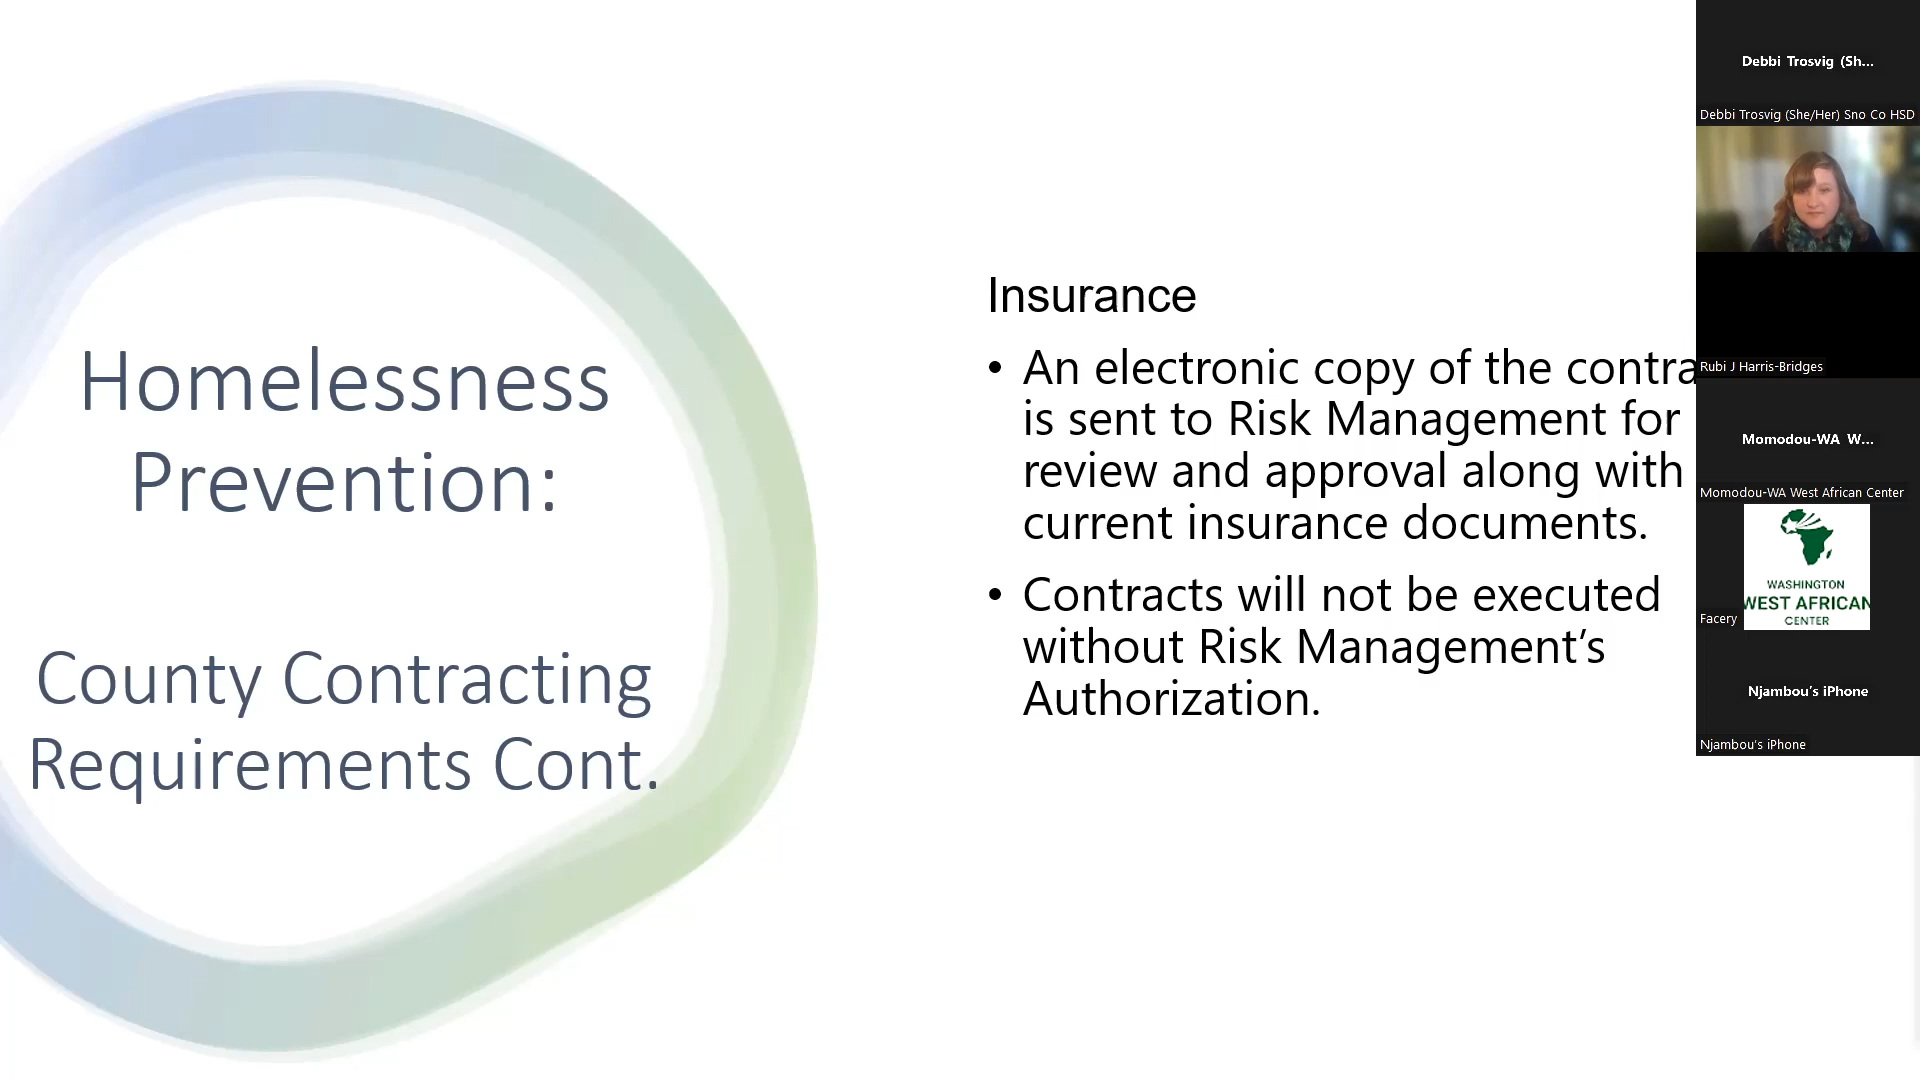 Homelessness
Prevention:
County Contracting
Requirements Cont.
Insurance
• An electronic copy of the contra
is sent to Risk Management for
review and approval along with
current insurance documents.
• Contracts will not be executed
without Risk Management’s
Authorization.
Debbi Trosvig (Sh...
Debbi Trosvig (She/Her) Sno Co HSD
Rubi J Harris-Bridges
Momodou-WA W...
Momodou-WA West African Center
WASHINGTON
WEST AFRICAN
CENTER
Facery
Njambou’s iPhone
Njambou’s iPhone